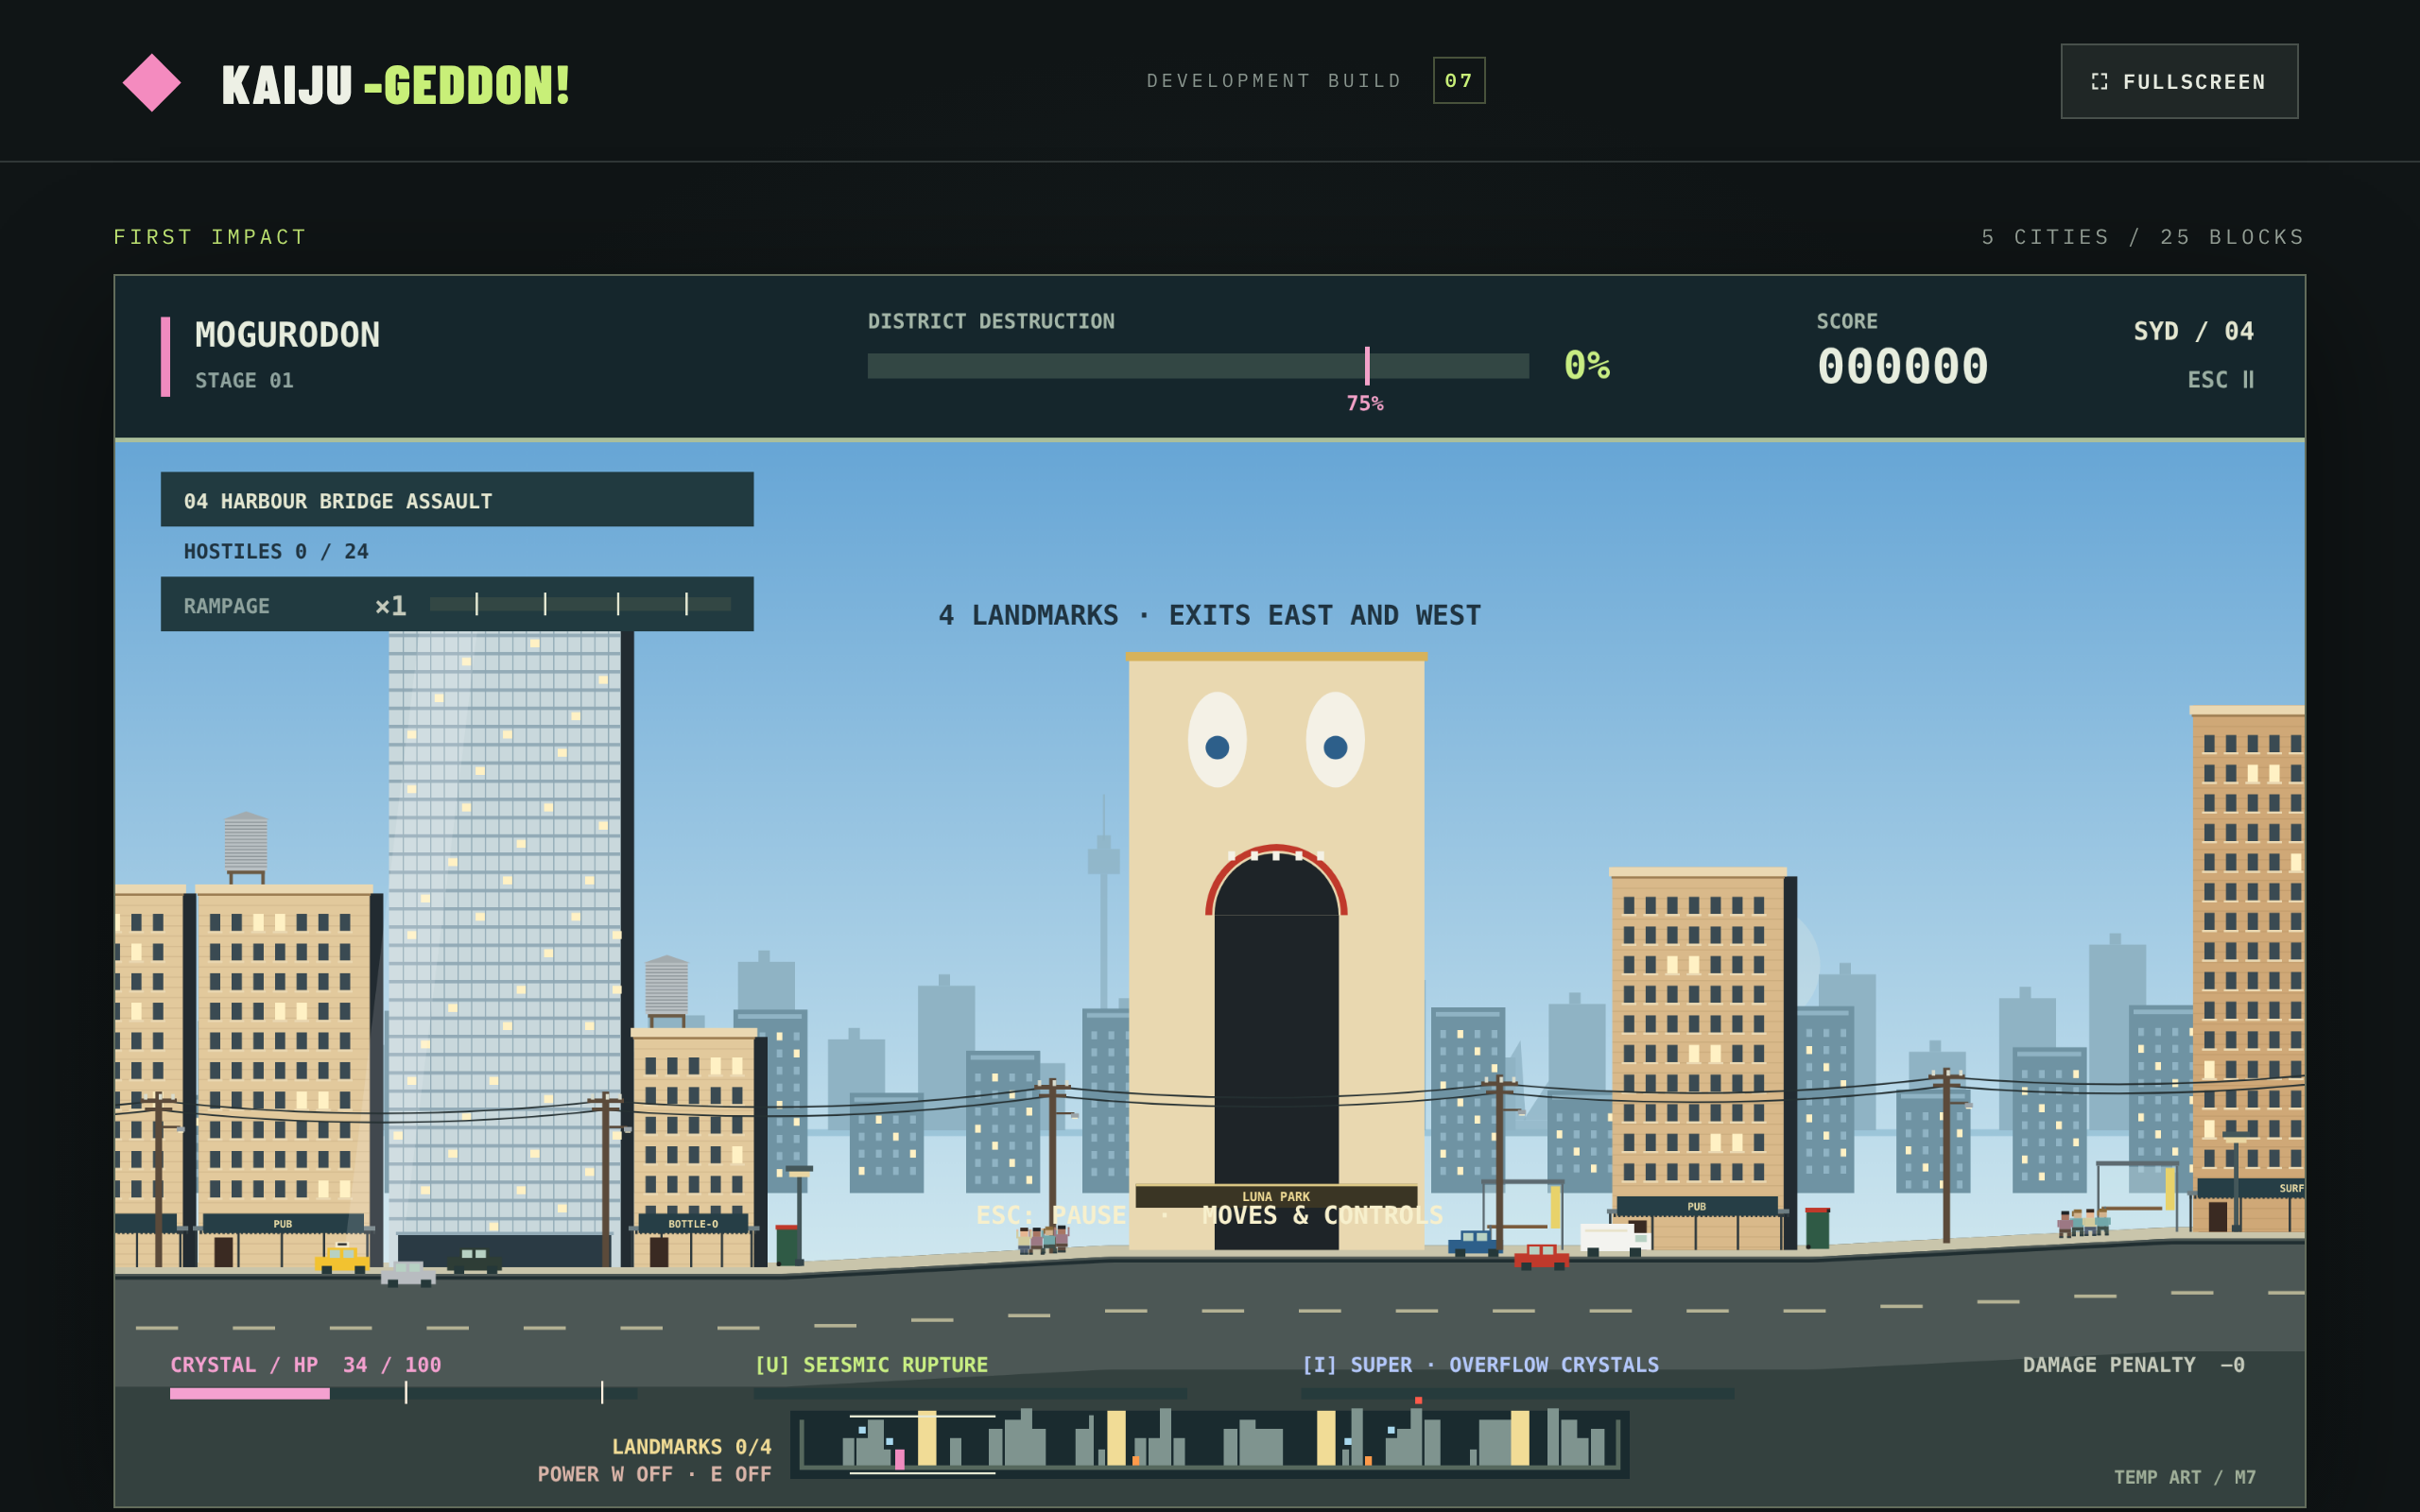 KAIJU-GEDDON!
DEVELOPMENT BUILD 07
FULLSCREEN
FIRST IMPACT
5 CITIES / 25 BLOCKS
MOGURODON
STAGE 01
DISTRICT DESTRUCTION
0%
75%
SCORE
000000
SYD / 04
ESC II
04 HARBOUR BRIDGE ASSAULT
HOSTILES 0 / 24
RAMPAGE ×1
4 LANDMARKS · EXITS EAST AND WEST
LUNA PARK
ESC: PAUSE · MOVES & CONTROLS
PUB
BOTTLE-O
PUB
SURF
CRYSTAL / HP 34 / 100
[U] SEISMIC RUPTURE
[I] SUPER · OVERFLOW CRYSTALS
DAMAGE PENALTY −0
LANDMARKS 0/4
POWER W OFF · E OFF
TEMP ART / M7